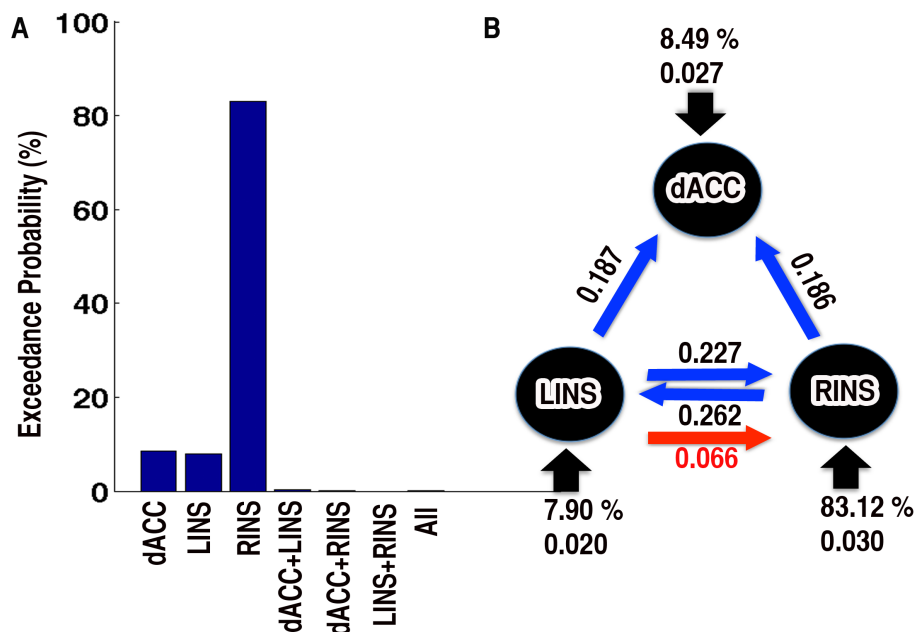 A
Exceedance Probability (%)
100
80
60
40
20
0
dACC
LINS
RINS
dACC+LINS
dACC+RINS
LINS+RINS
All
B
8.49 %
0.027
dACC
0.187
0.186
LINS
0.227
0.262
0.066
RINS
7.90 %
0.020
83.12 %
0.030